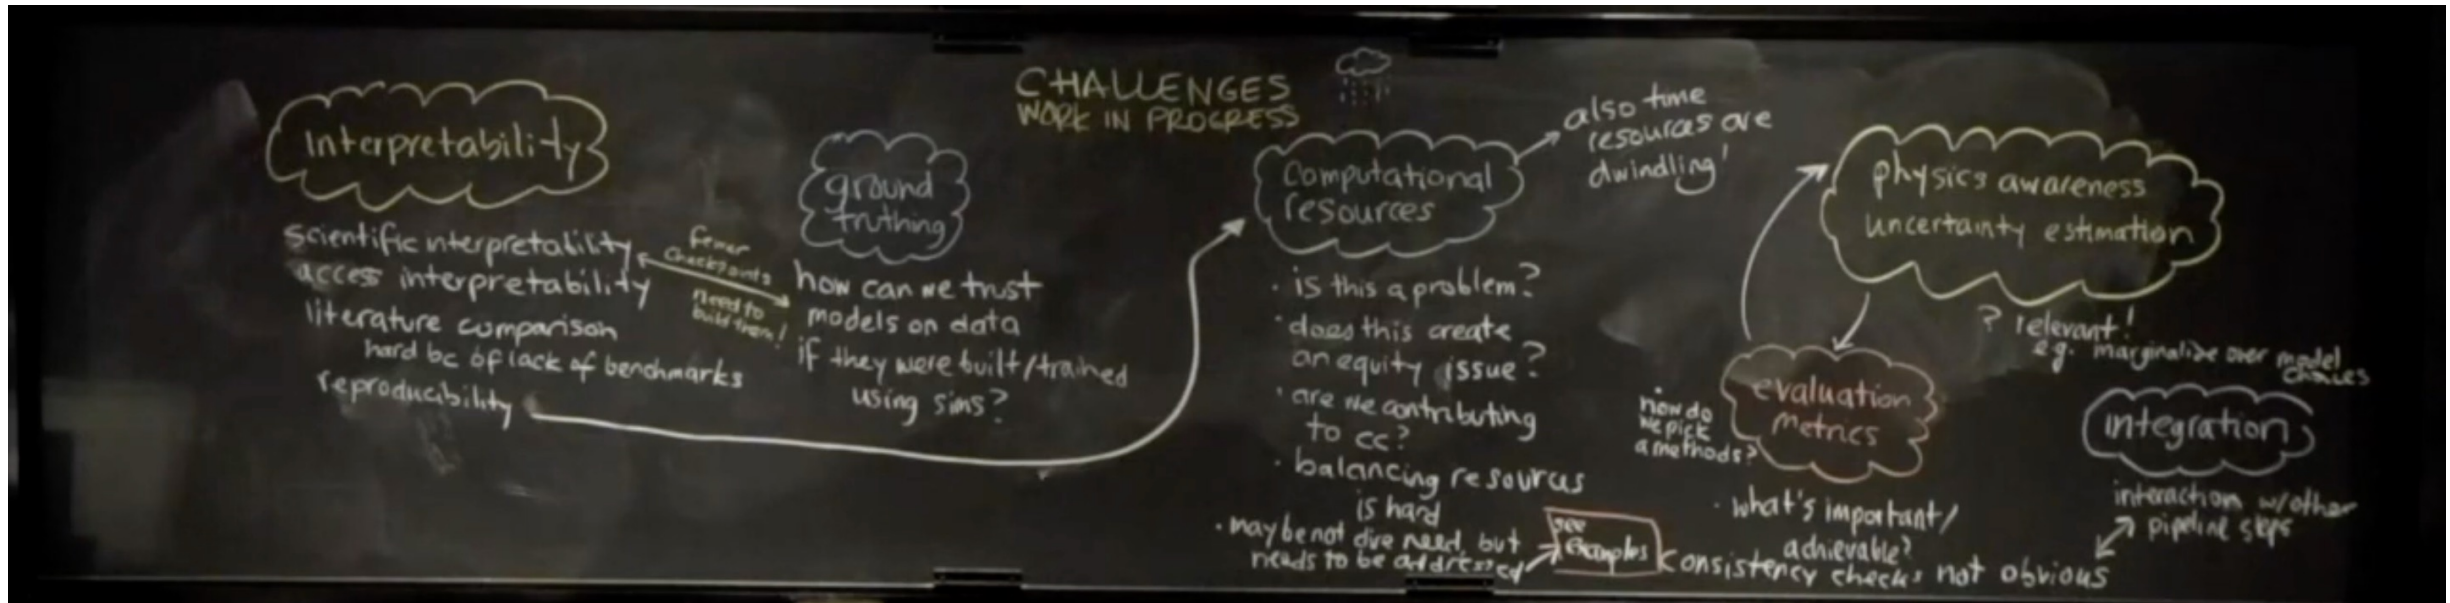 CHALLENGES
WORK IN PROGRESS
Interpretability
scientific interpretability
access interpretability
literature comparison
hard bc of lack of benchmarks
reproducibility
fewer
checkpoints
need to
build them!
ground
truthing
how can we trust
models on data
if they were built/trained
using sims?
computational
resources
also time
resources are
dwindling!
· is this a problem?
· does this create
an equity issue?
· are we contributing
to cc?
· balancing resources
is hard
· maybe not dire need, but
needs to be addressed
see
examples
physics awareness
uncertainty estimation
? relevant!
e.g. marginalize over model
choices
evaluation
metrics
how do
we pick
a methods?
· what's important/
achievable?
consistency checks not obvious
integration
interaction w/other
pipeline steps